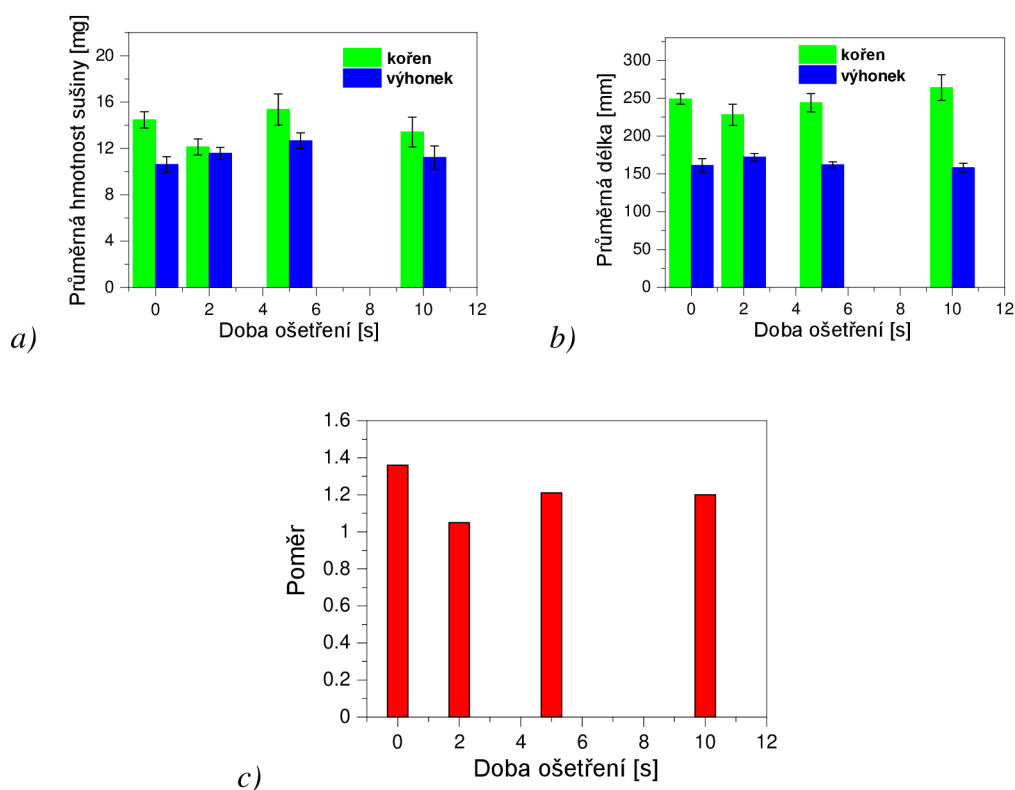 Průměrná hmotnost sušiny [mg]
20
16
12
8
4
0
kořen
výhonek
0 2 4 6 8 10 12
Doba ošetření [s]
a)
Průměrná délka [mm]
300
250
200
150
100
50
0
kořen
výhonek
0 2 4 6 8 10 12
Doba ošetření [s]
b)
Poměr
1.6
1.4
1.2
1
0.8
0.6
0.4
0.2
0
0 2 4 6 8 10 12
Doba ošetření [s]
c)